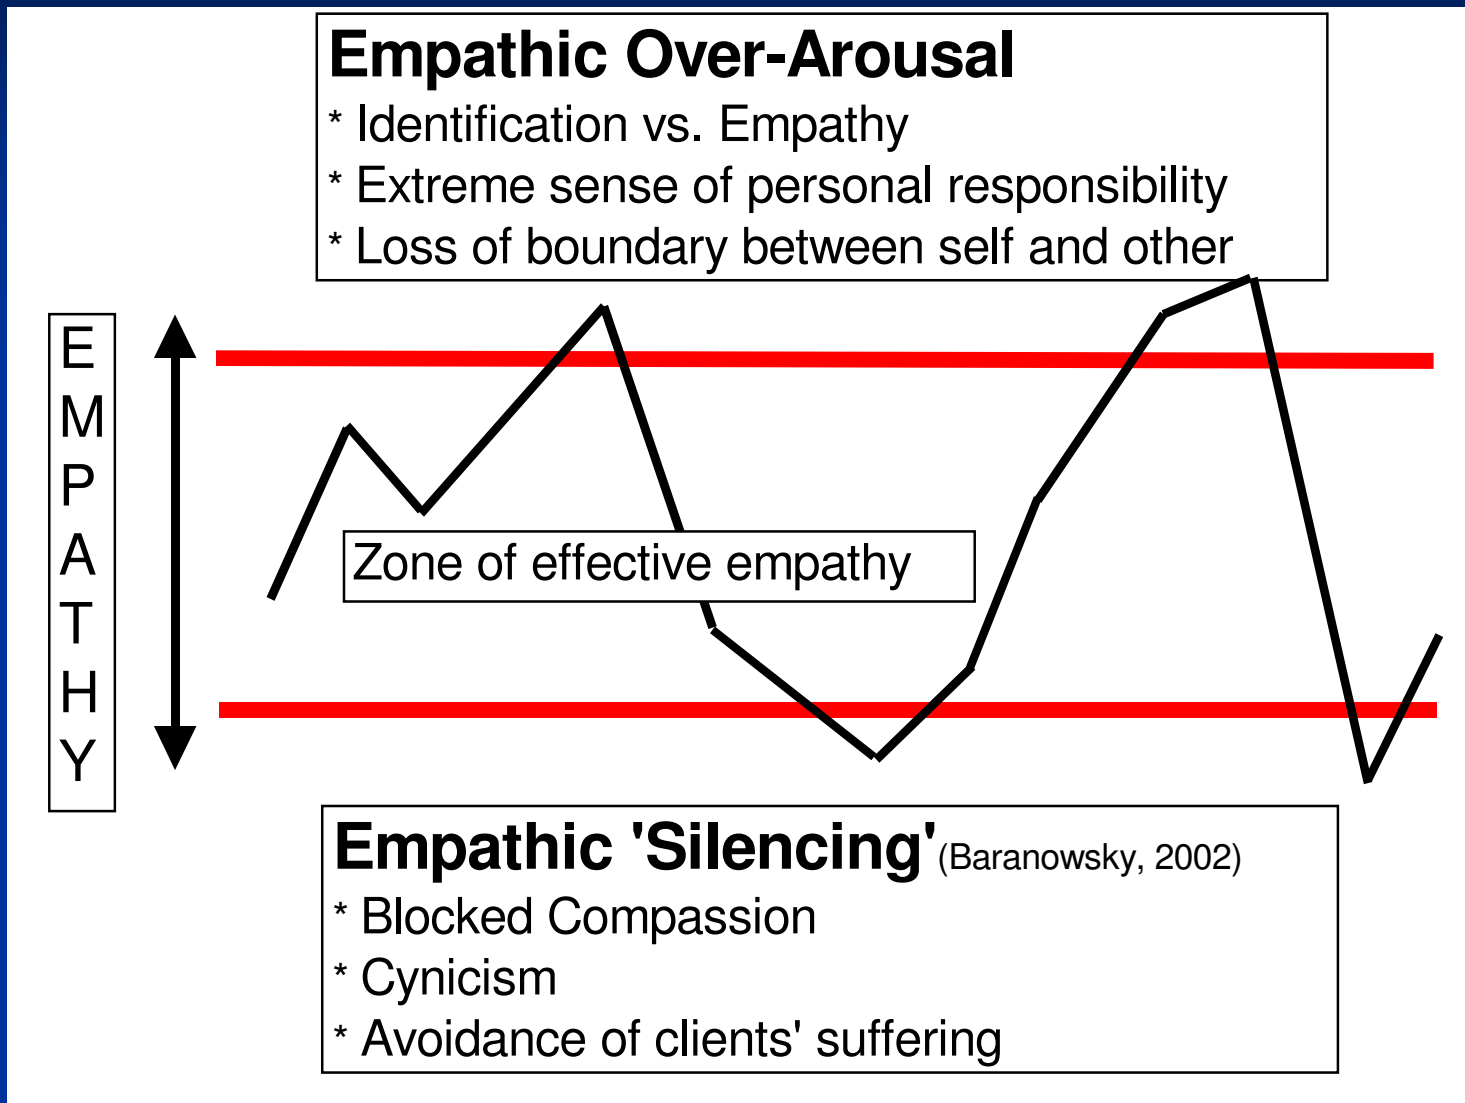 Empathic Over-Arousal
* Identification vs. Empathy
* Extreme sense of personal responsibility
* Loss of boundary between self and other
E
M
P
A
T
H
Y
Zone of effective empathy
Empathic 'Silencing'(Baranowsky, 2002)
* Blocked Compassion
* Cynicism
* Avoidance of clients' suffering